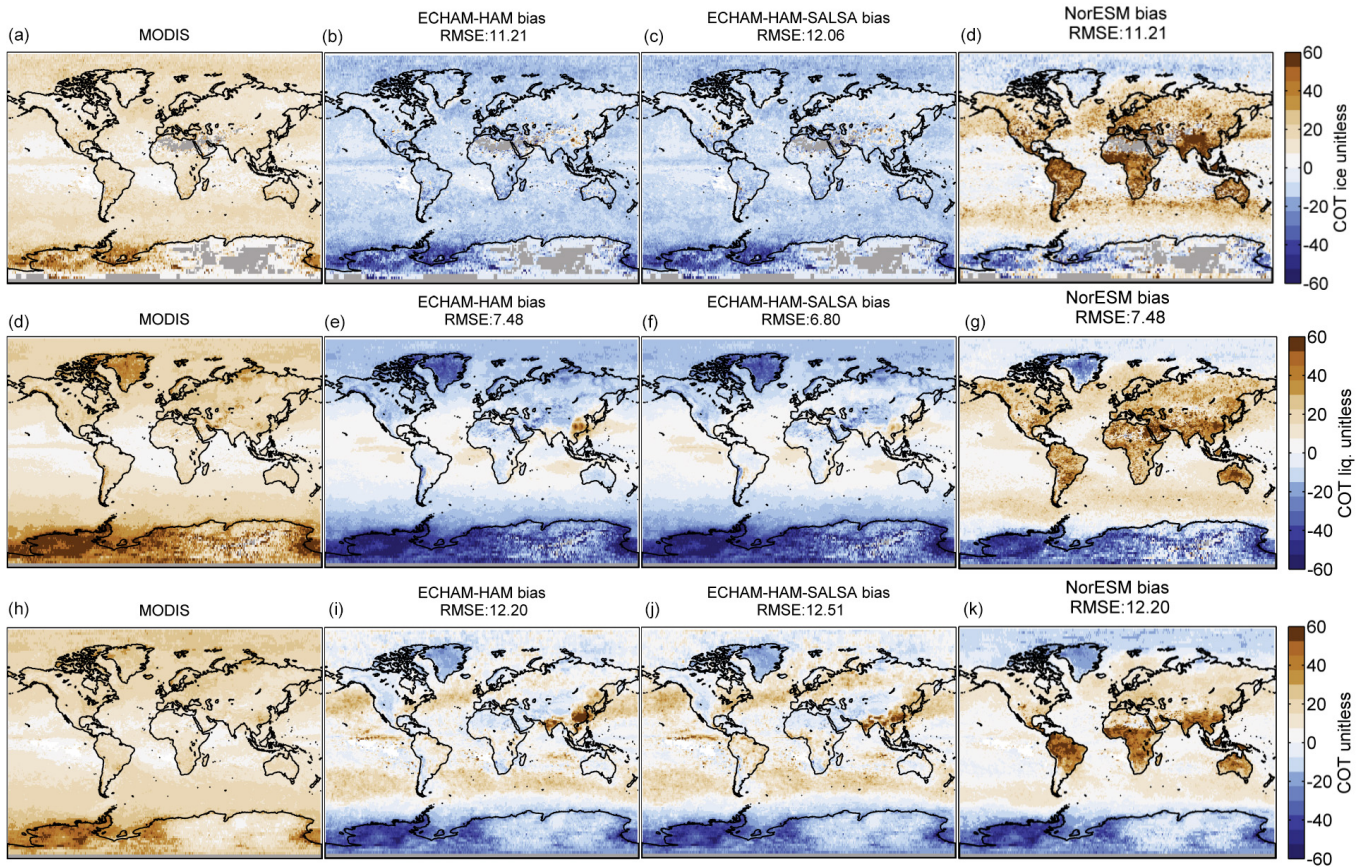 (a)
MODIS
(b)
ECHAM-HAM bias
RMSE:11.21
(c)
ECHAM-HAM-SALSA bias
RMSE:12.06
(d)
NorESM bias
RMSE:11.21
60
40
20
0
-20
-40
-60
COT ice unitless
(d)
MODIS
(e)
ECHAM-HAM bias
RMSE:7.48
(f)
ECHAM-HAM-SALSA bias
RMSE:6.80
(g)
NorESM bias
RMSE:7.48
60
40
20
0
-20
-40
-60
COT liq. unitless
(h)
MODIS
(i)
ECHAM-HAM bias
RMSE:12.20
(j)
ECHAM-HAM-SALSA bias
RMSE:12.51
(k)
NorESM bias
RMSE:12.20
60
40
20
0
-20
-40
-60
COT unitless